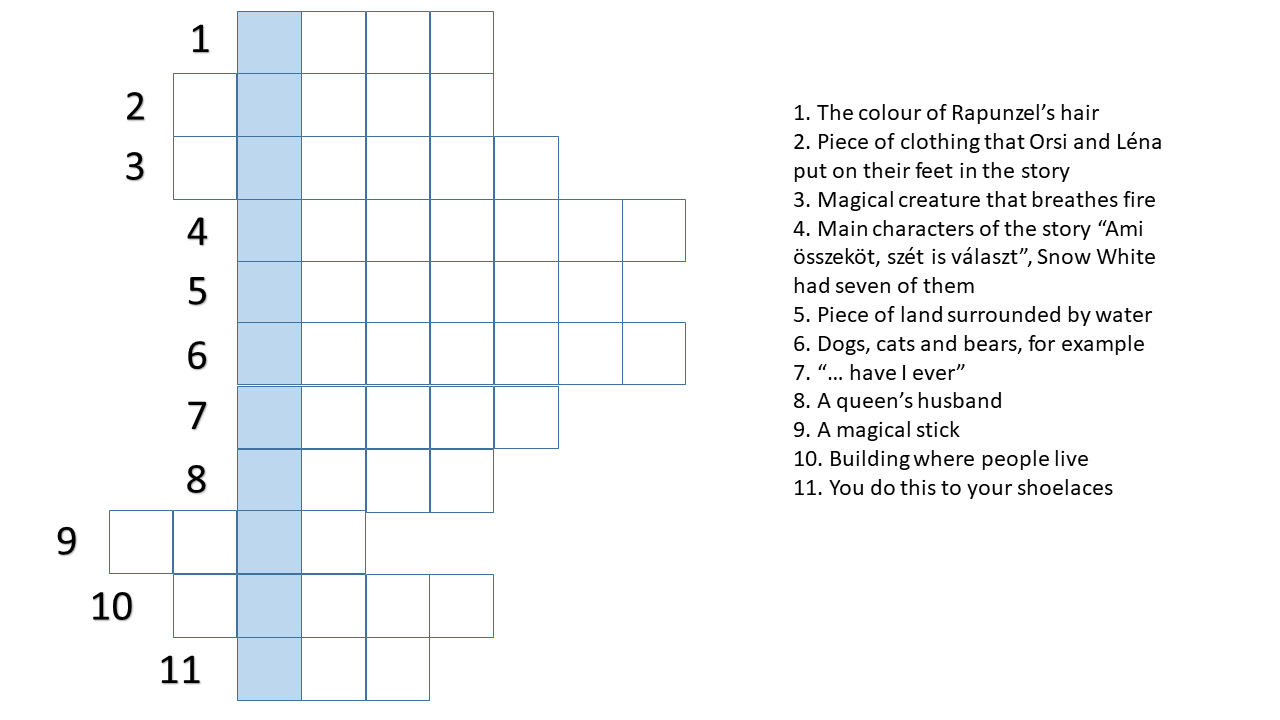 1
2
3
4
5
6
7
8
9
10
11
1. The colour of Rapunzel’s hair
2. Piece of clothing that Orsi and Léna
put on their feet in the story
3. Magical creature that breathes fire
4. Main characters of the story “Ami
összeköt, szét is választ”, Snow White
had seven of them
5. Piece of land surrounded by water
6. Dogs, cats and bears, for example
7. “… have I ever”
8. A queen’s husband
9. A magical stick
10. Building where people live
11. You do this to your shoelaces